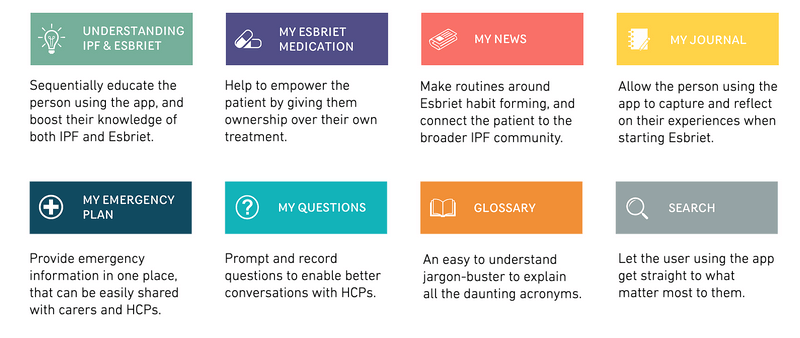 UNDERSTANDING
IPF & ESBRIET
Sequentially educate the
person using the app, and
boost their knowledge of
both IPF and Esbriet.
MY ESBRIET
MEDICATION
Help to empower the
patient by giving them
ownership over their own
treatment.
MY NEWS
Make routines around
Esbriet habit forming, and
connect the patient to the
broader IPF community.
MY JOURNAL
Allow the person using the
app to capture and reflect
on their experiences when
starting Esbriet.
MY EMERGENCY
PLAN
Provide emergency
information in one place,
that can be easily shared
with carers and HCPs.
MY QUESTIONS
Prompt and record
questions to enable better
conversations with HCPs.
GLOSSARY
An easy to understand
jargon-buster to explain
all the daunting acronyms.
SEARCH
Let the user using the app
get straight to what
matter most to them.